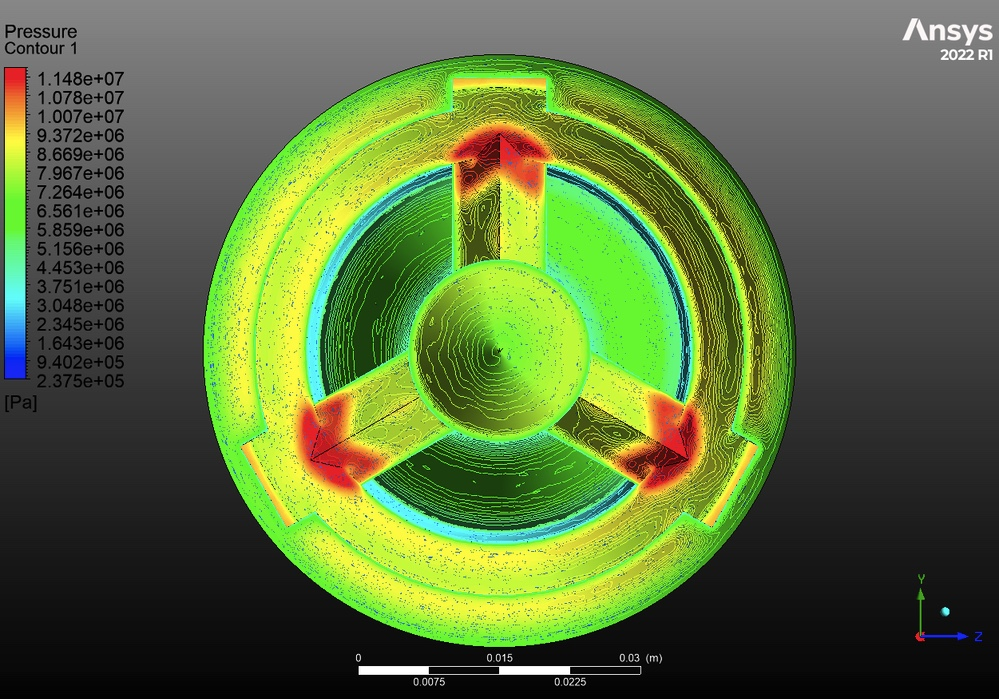 Pressure
Contour 1
1.148e+07
1.078e+07
1.007e+07
9.372e+06
8.669e+06
7.967e+06
7.264e+06
6.561e+06
5.859e+06
5.156e+06
4.453e+06
3.751e+06
3.048e+06
2.345e+06
1.643e+06
9.402e+05
2.375e+05
[Pa]
Ansys
2022 R1
Y
Z
0 0.015 0.03 (m)
0.0075 0.0225